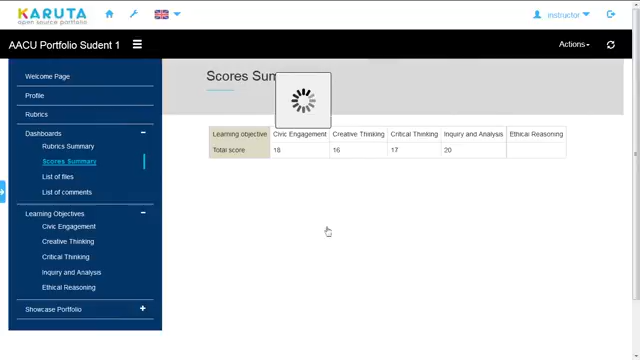 KARUTA
open source portfolio
instructor
AACU Portfolio Sudent 1
Actions
Welcome Page
Profile
Rubrics
Dashboards
Rubrics Summary
Scores Summary
List of files
List of comments
Learning Objectives
Civic Engagement
Creative Thinking
Critical Thinking
Inqury and Analysis
Ethical Reasoning
Showcase Portfolio
Scores Sum
Learning objective Civic Engagement Creative Thinking Critical Thinking Inqury and Analysis Ethical Reasoning
Total score 18 16 17 20